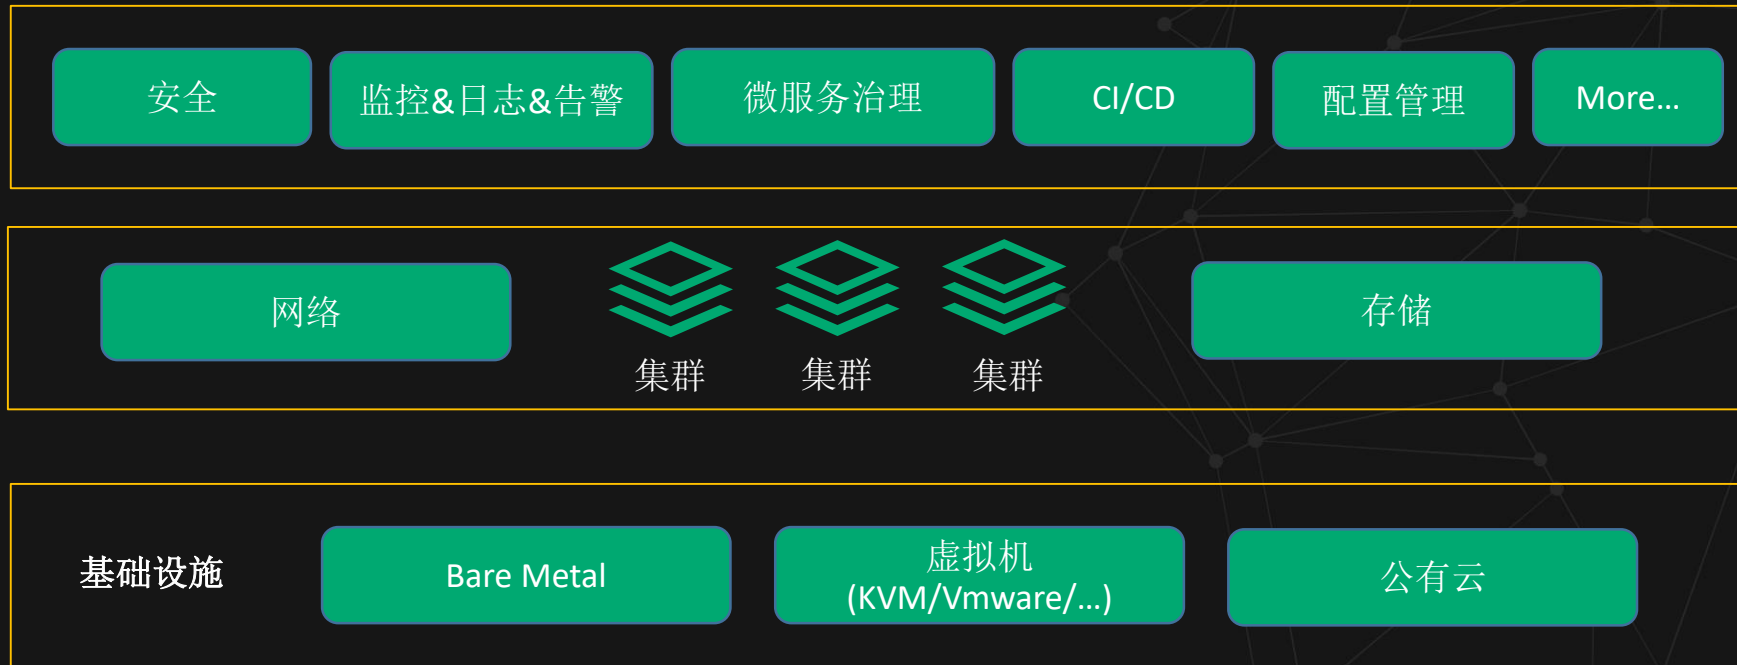 安全
监控&日志&告警
微服务治理
CI/CD
配置管理
More...
网络
集群
集群
集群
存储
基础设施
Bare Metal
虚拟机
(KVM/Vmware/...)
公有云